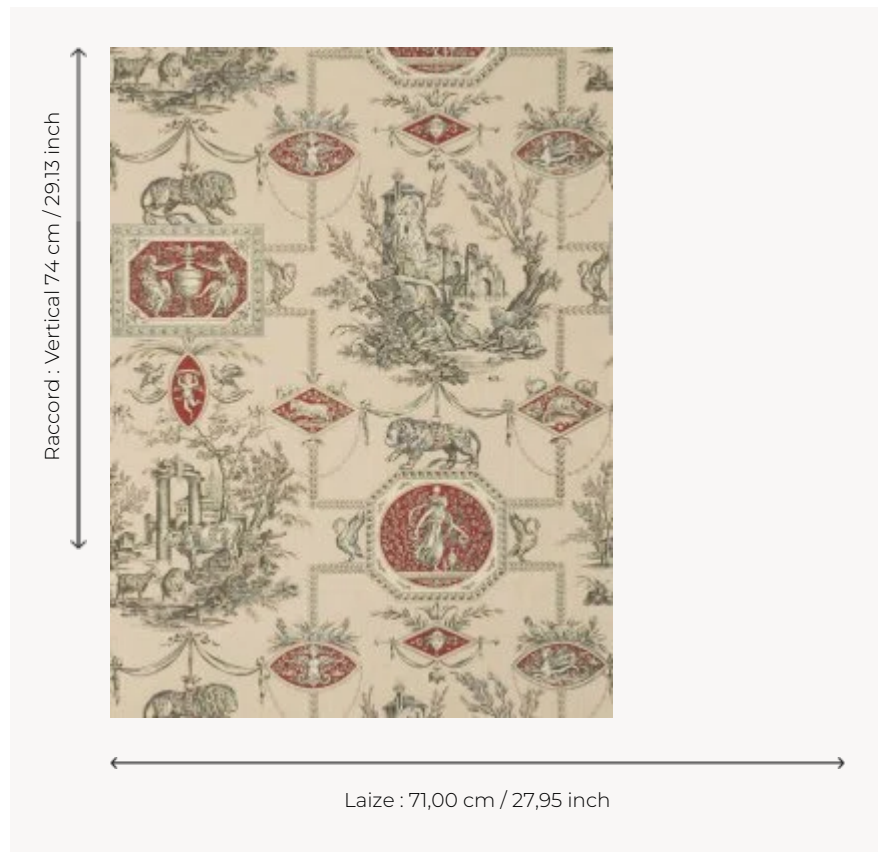 Raccord : Vertical 74 cm / 29.13 inch
Laize : 71,00 cm / 27,95 inch